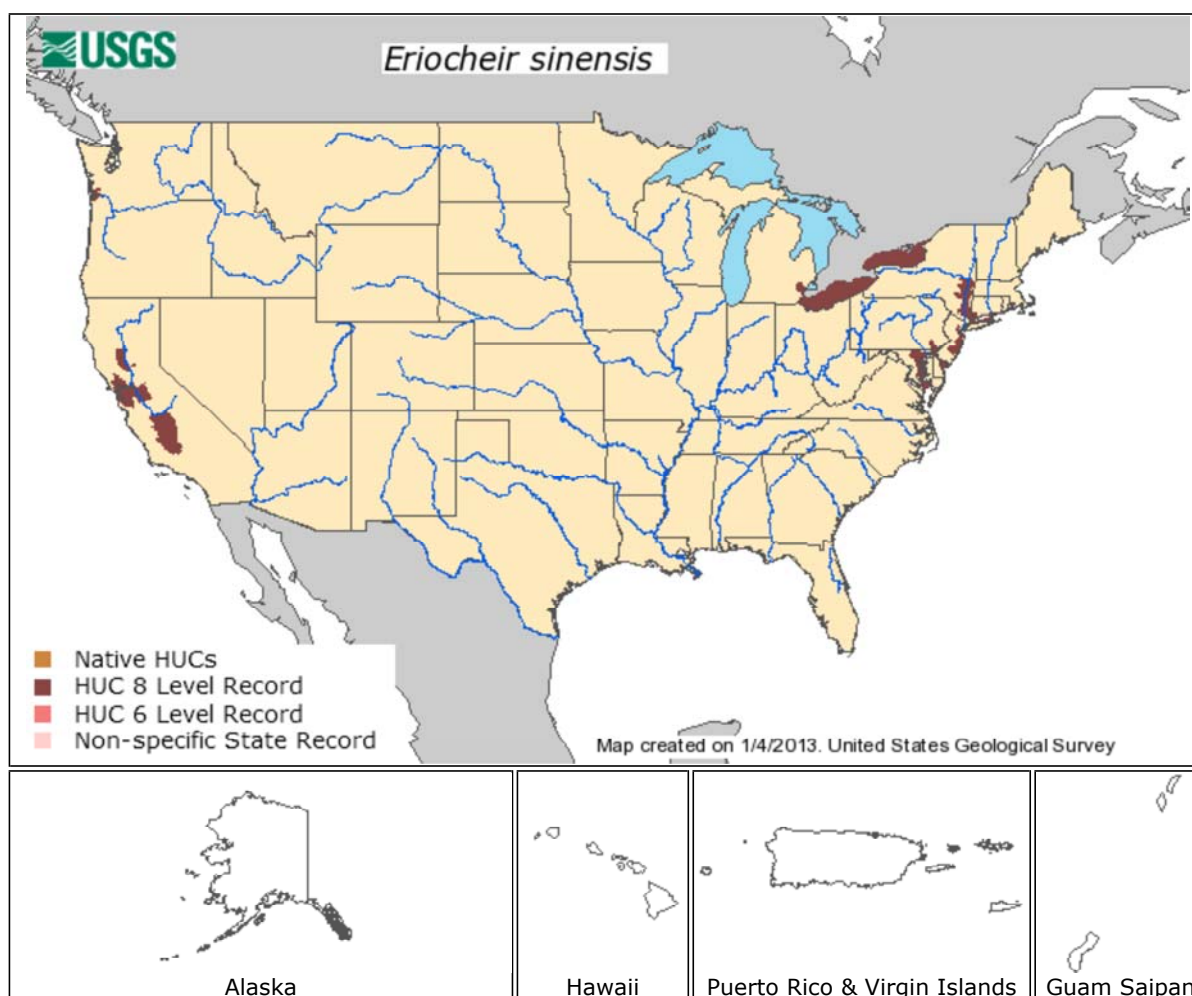 USGS
Eriocheir sinensis
Native HUCs
HUC 8 Level Record
HUC 6 Level Record
Non-specific State Record
Map created on 1/4/2013. United States Geological Survey
Alaska
Hawaii
Puerto Rico & Virgin Islands
Guam Saipan